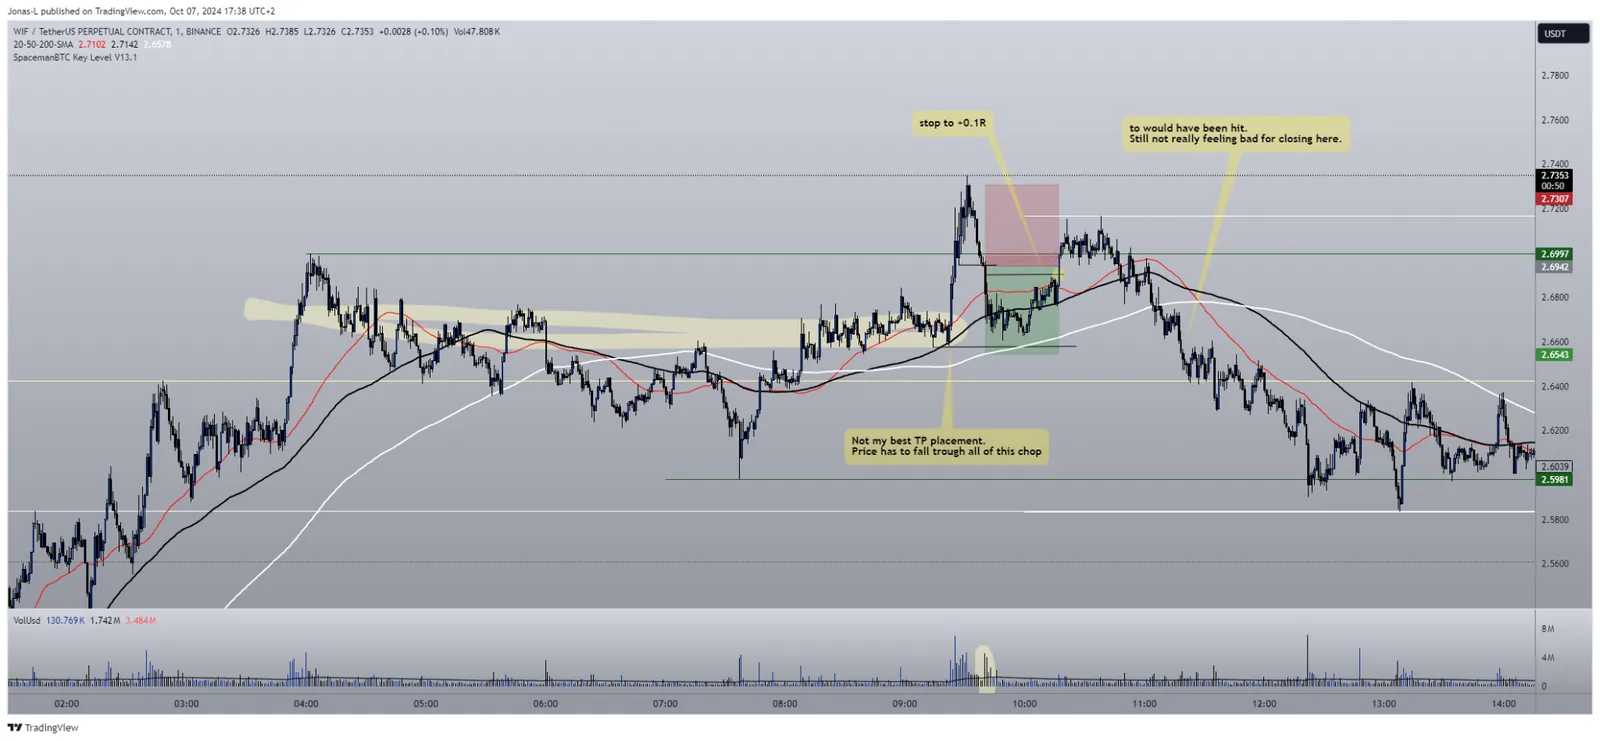 Jonas-L published on TradingView.com, Oct 07, 2024 17:38 UTC+2
WIF / TetherUS PERPETUAL CONTRACT, 1, BINANCE O2.7326 H2.7385 L2.7326 C2.7353 +0.0028 (+0.10%) Vol47.808K
20-50-200-SMA 2.7102 2.7142 2.6578
SpacemanBTC Key Level V13.1
USDT
2.7800
2.7600
stop to +0.1R
to would have been hit.
Still not really feeling bad for closing here.
2.7400
2.7353
00:50
2.7307
2.7200
2.6997
2.6942
2.6800
2.6600
2.6543
2.6400
2.6200
Not my best TP placement.
Price has to fall trough all of this chop
2.6039
2.5981
2.5800
2.5600
VolUsd 130.769K 1.742M 3.484M
8M
4M
0
02:00 03:00 04:00 05:00 06:00 07:00 08:00 09:00 10:00 11:00 12:00 13:00 14:00
TradingView